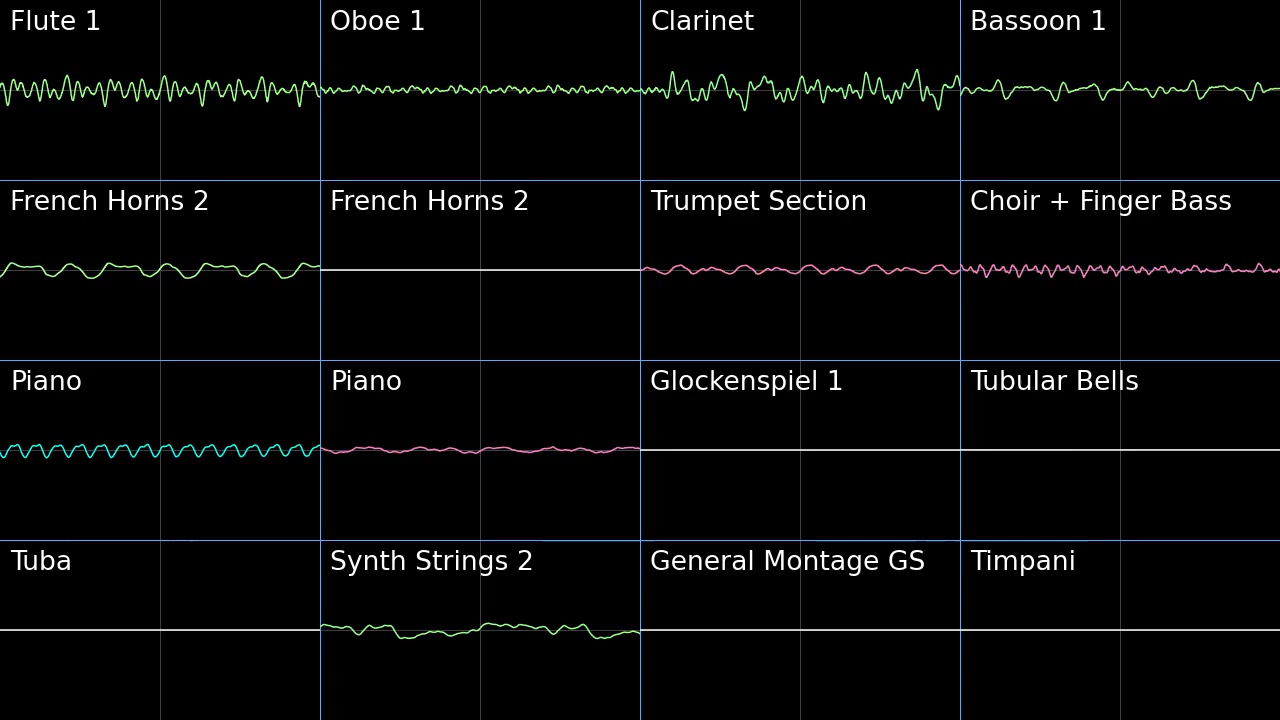 Flute 1
Oboe 1
Clarinet
Bassoon 1
French Horns 2
French Horns 2
Trumpet Section
Choir + Finger Bass
Piano
Piano
Glockenspiel 1
Tubular Bells
Tuba
Synth Strings 2
General Montage GS
Timpani